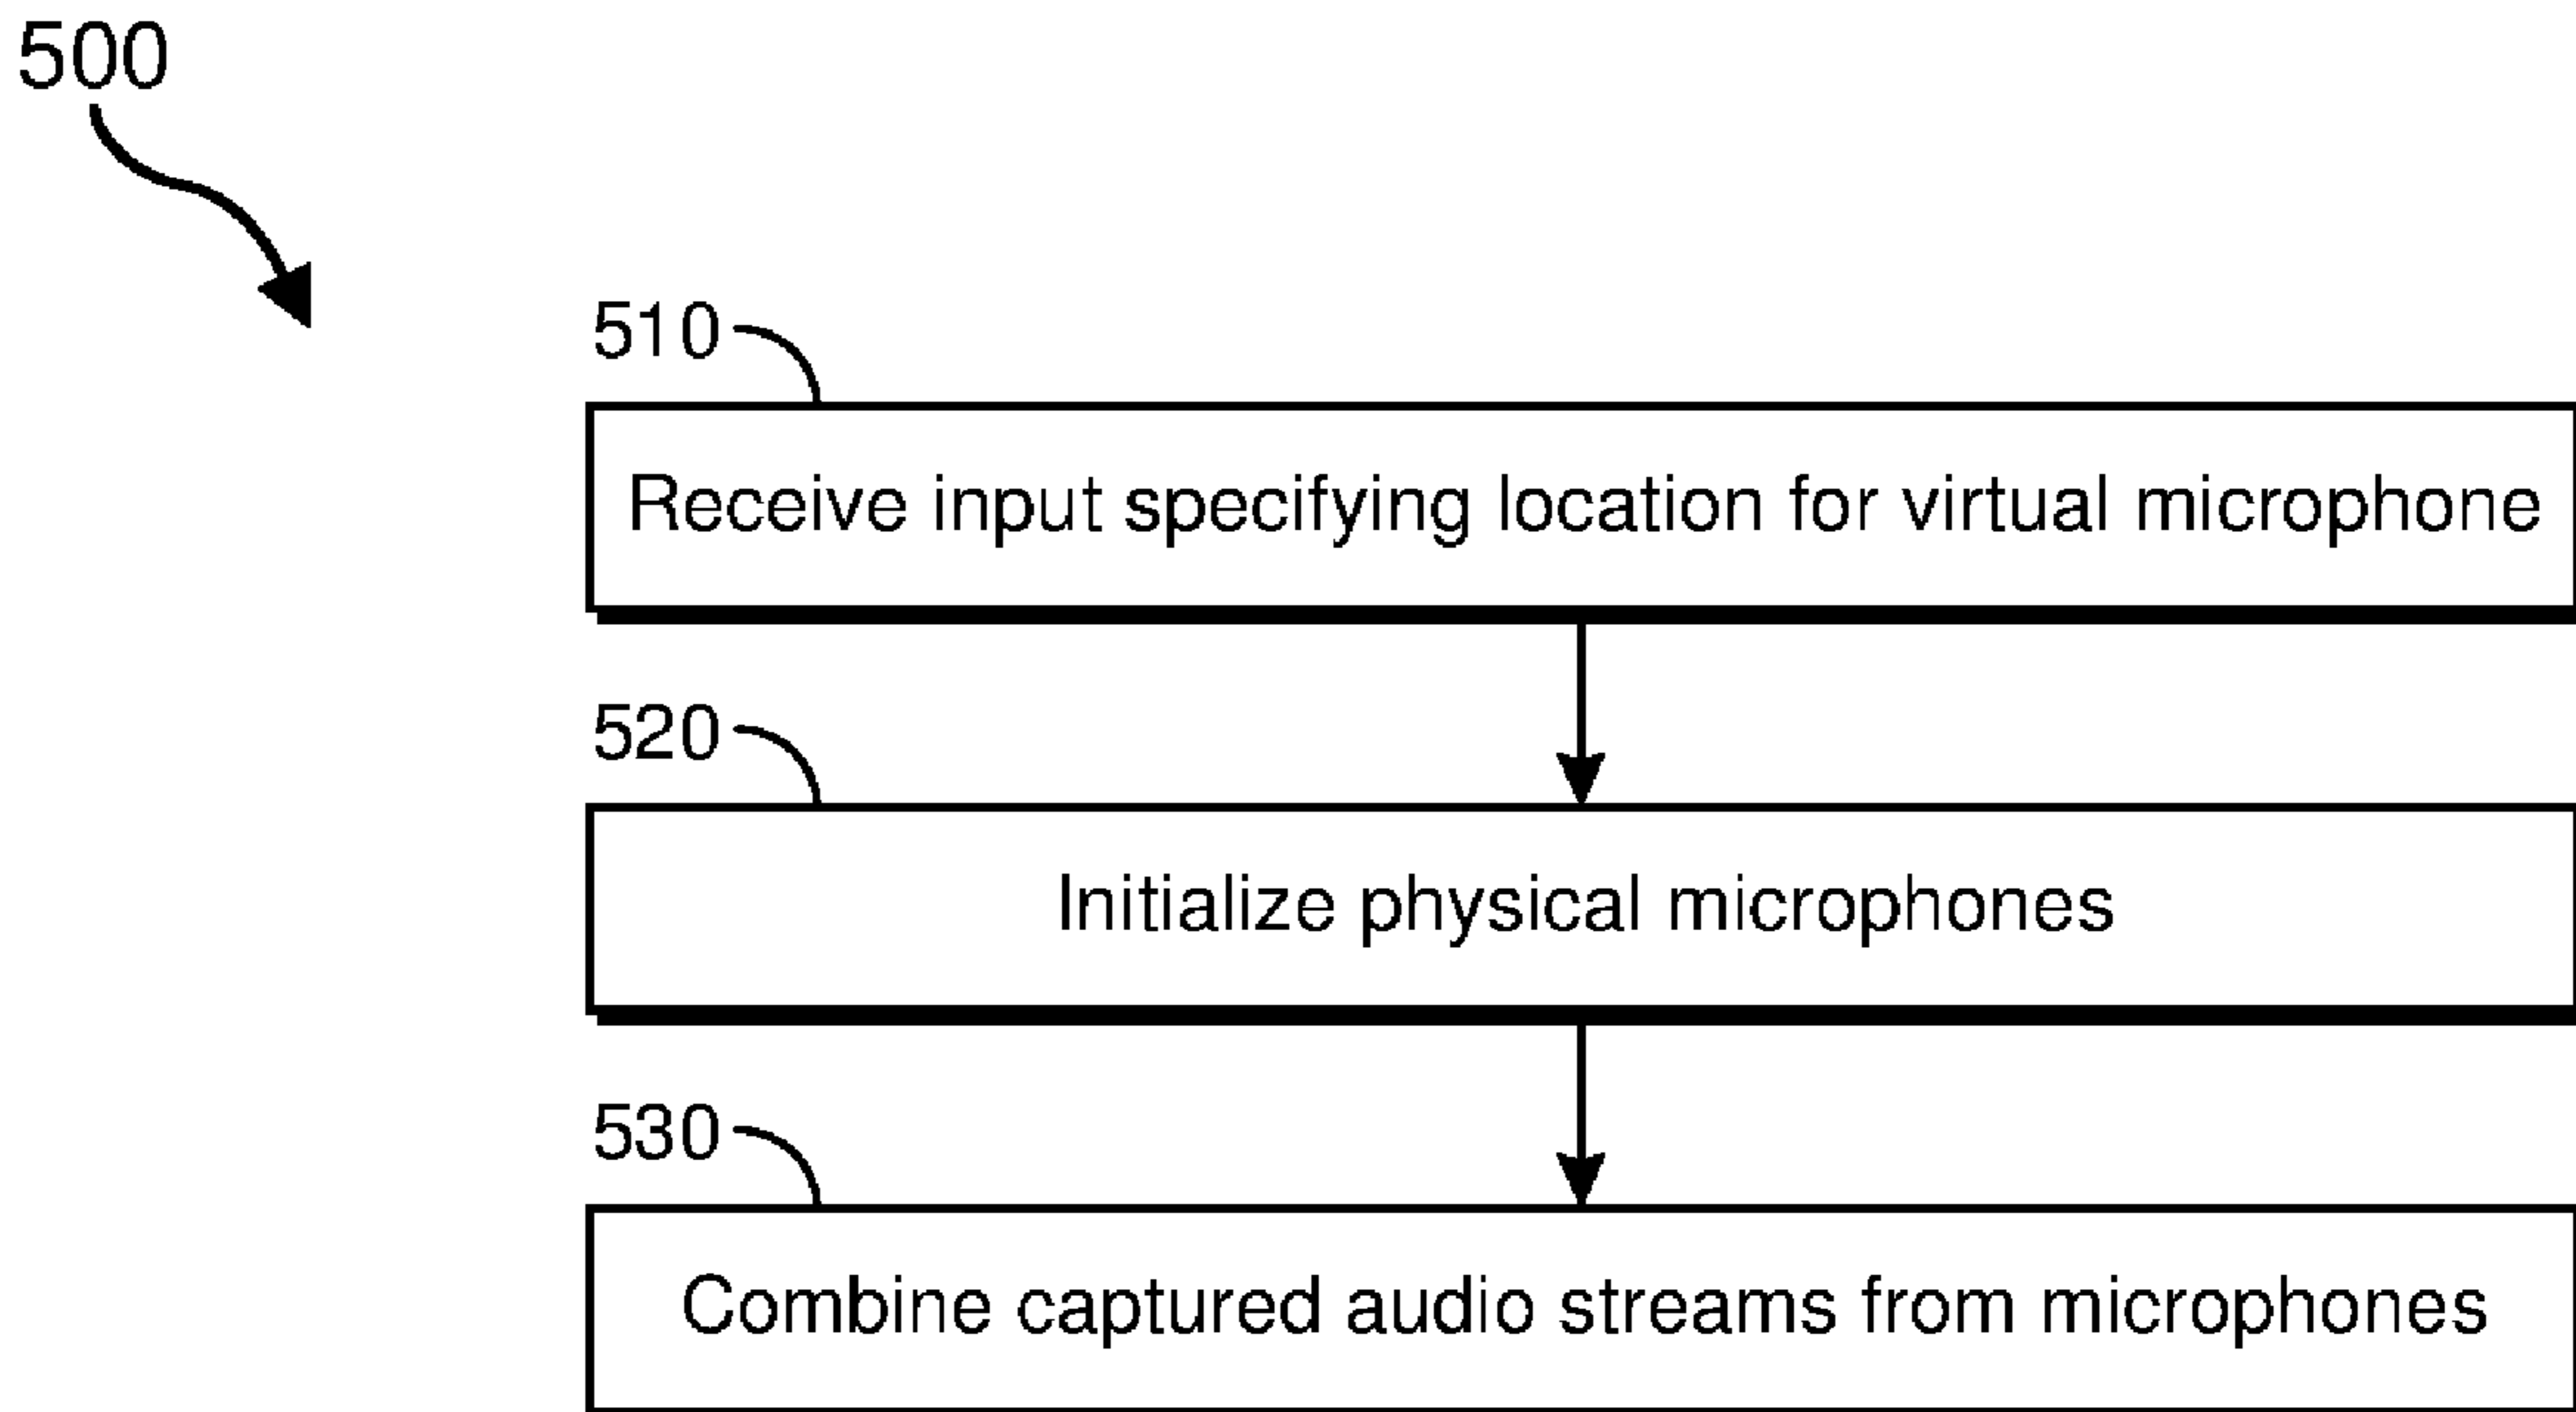 500
510
Receive input specifying location for virtual microphone
520
Initialize physical microphones
530
Combine captured audio streams from microphones